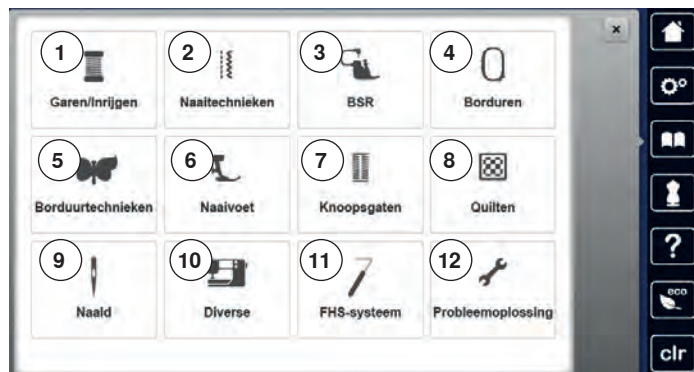 1 2 3 4
Garen/Inrijgen Naaitechnieken BSR Borduren
5 6 7 8
Borduurtechnieken Naaivoet Knoopsgaten Quilten
9 10 11 12
Naald Diverse FHS-systeem Probleemoplossing
×
?
eco
clr